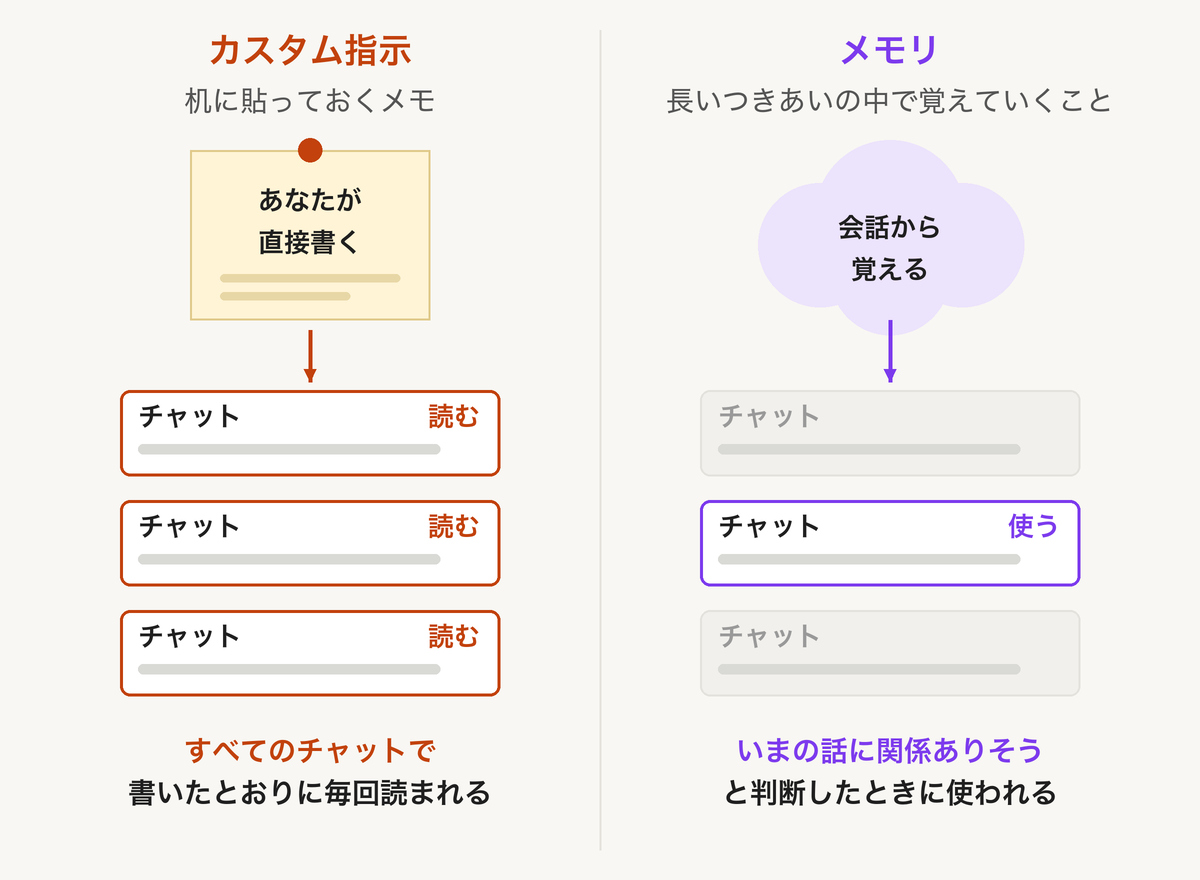 カスタム指示
机に貼っておくメモ
あなたが
直接書く
チャット 読む
チャット 読む
チャット 読む
すべてのチャットで
書いたとおりに毎回読まれる
メモリ
長いつきあいの中で覚えていくこと
会話から
覚える
チャット
チャット 使う
チャット
いまの話に関係ありそう
と判断したときに使われる